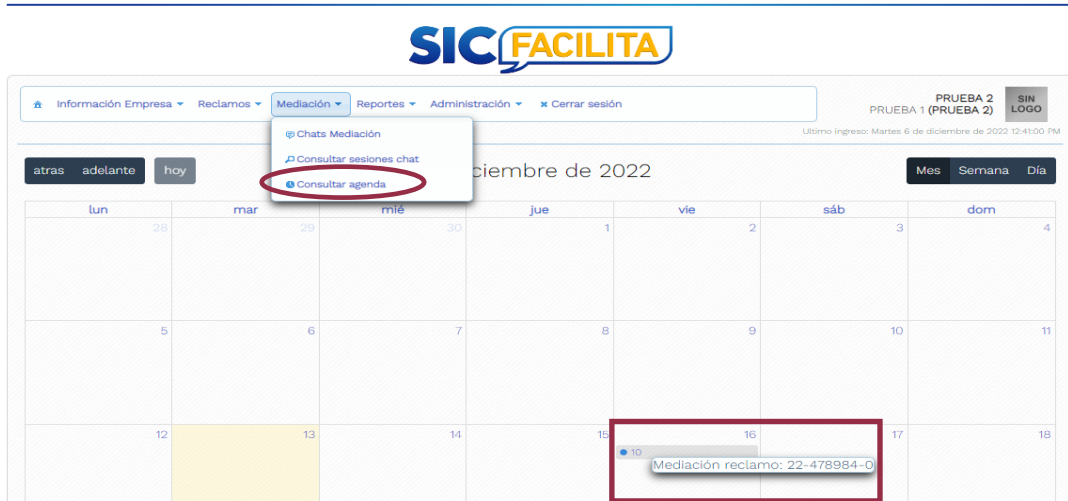 SIC FACILITA
Información Empresa Reclamos Mediación Reportes Administración × Cerrar sesión
PRUEBA 2
PRUEBA 1 (PRUEBA 2)
SIN LOGO
Ultimo ingreso: Martes 6 de diciembre de 2022 12:41:00 PM
Chats Mediación
Consultar sesiones chat
Consultar agenda
atras adelante hoy
ciembre de 2022
Mes Semana Día
lun mar mié jue vie sáb dom
28 29 30 1 2 3 4
5 6 7 8 9 10 11
12 13 14 15 16 17 18
10
Mediación reclamo: 22-478984-0